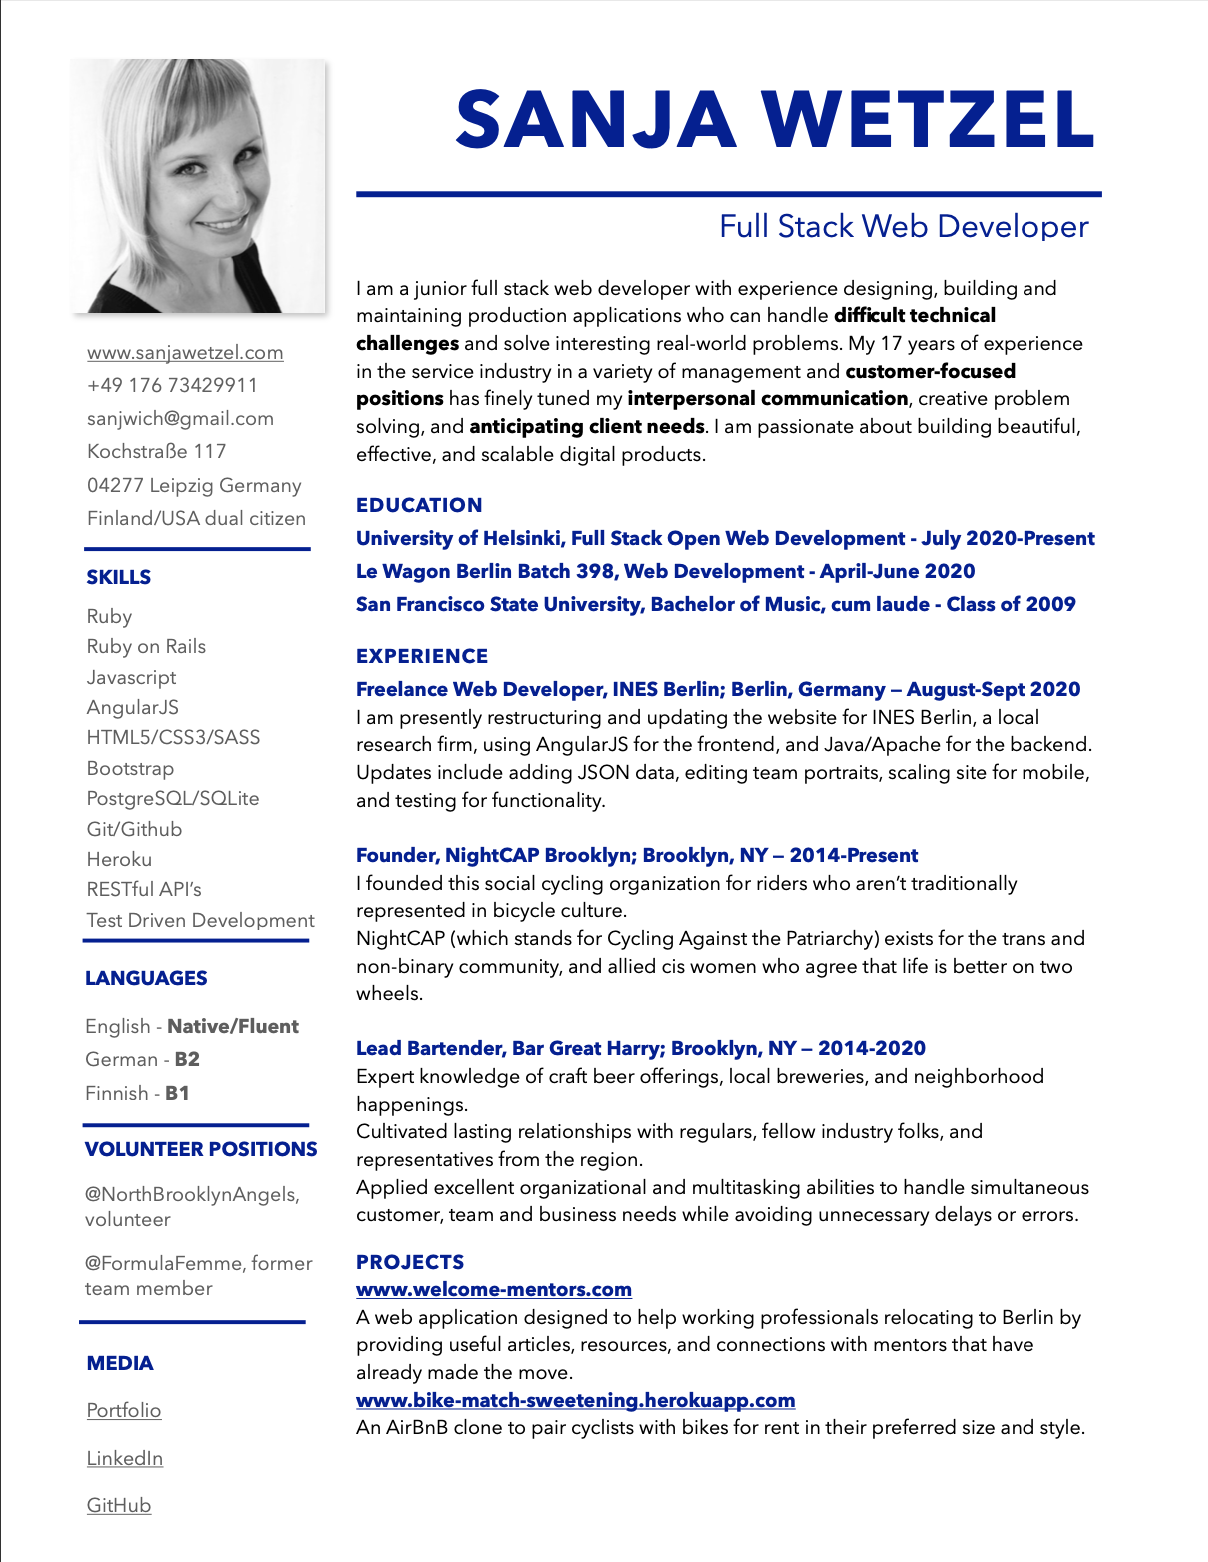 SANJA WETZEL
Full Stack Web Developer
www.sanjawetzel.com
+49 176 73429911
sanjwich@gmail.com
Kochstraße 117
04277 Leipzig Germany
Finland/USA dual citizen
SKILLS
Ruby
Ruby on Rails
Javascript
AngularJS
HTML5/CSS3/SASS
Bootstrap
PostgreSQL/SQLite
Git/Github
Heroku
RESTful API’s
Test Driven Development
LANGUAGES
English - Native/Fluent
German - B2
Finnish - B1
VOLUNTEER POSITIONS
@NorthBrooklynAngels,
volunteer
@FormulaFemme, former
team member
MEDIA
Portfolio
LinkedIn
GitHub
I am a junior full stack web developer with experience designing, building and
maintaining production applications who can handle difficult technical
challenges and solve interesting real-world problems. My 17 years of experience
in the service industry in a variety of management and customer-focused
positions has finely tuned my interpersonal communication, creative problem
solving, and anticipating client needs. I am passionate about building beautiful,
effective, and scalable digital products.
EDUCATION
University of Helsinki, Full Stack Open Web Development - July 2020-Present
Le Wagon Berlin Batch 398, Web Development - April-June 2020
San Francisco State University, Bachelor of Music, cum laude - Class of 2009
EXPERIENCE
Freelance Web Developer, INES Berlin; Berlin, Germany – August-Sept 2020
I am presently restructuring and updating the website for INES Berlin, a local
research firm, using AngularJS for the frontend, and Java/Apache for the backend.
Updates include adding JSON data, editing team portraits, scaling site for mobile,
and testing for functionality.
Founder, NightCAP Brooklyn; Brooklyn, NY – 2014-Present
I founded this social cycling organization for riders who aren’t traditionally
represented in bicycle culture.
NightCAP (which stands for Cycling Against the Patriarchy) exists for the trans and
non-binary community, and allied cis women who agree that life is better on two
wheels.
Lead Bartender, Bar Great Harry; Brooklyn, NY – 2014-2020
Expert knowledge of craft beer offerings, local breweries, and neighborhood
happenings.
Cultivated lasting relationships with regulars, fellow industry folks, and
representatives from the region.
Applied excellent organizational and multitasking abilities to handle simultaneous
customer, team and business needs while avoiding unnecessary delays or errors.
PROJECTS
www.welcome-mentors.com
A web application designed to help working professionals relocating to Berlin by
providing useful articles, resources, and connections with mentors that have
already made the move.
www.bike-match-sweetening.herokuapp.com
An AirBnB clone to pair cyclists with bikes for rent in their preferred size and style.